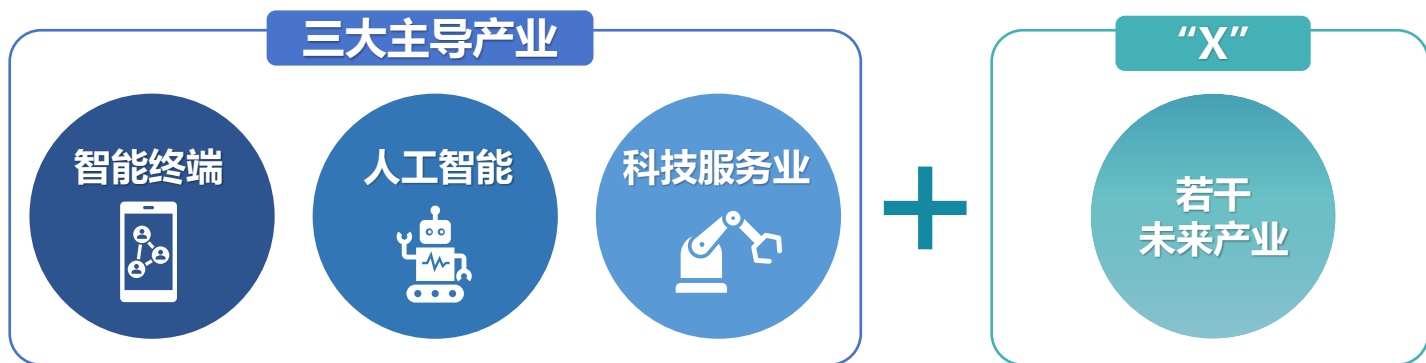 三大主导产业
“X”
智能终端
人工智能
科技服务业
若干
未来产业